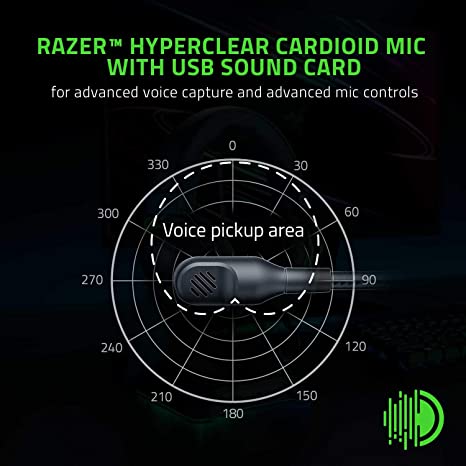 RAZER™ HYPERCLEAR CARDIOID MIC
WITH USB SOUND CARD
for advanced voice capture and advanced mic controls
0
330 30
300 60
Voice pickup area
270 90
240 120
210 150
180